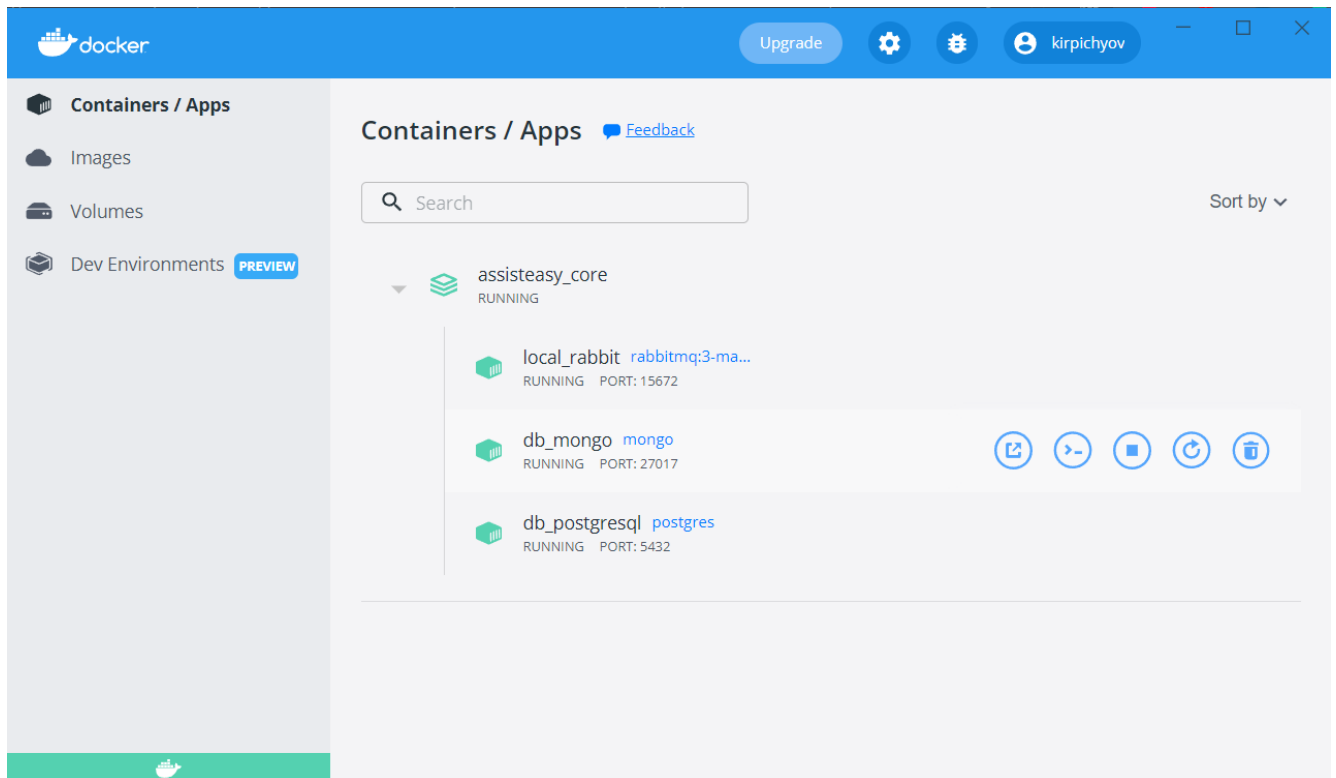 docker
Upgrade
kirpichyov
Containers / Apps
Images
Volumes
Dev Environments PREVIEW
Containers / Apps Feedback
Search
Sort by
assisteasy_core
RUNNING
local_rabbit rabbitmq:3-ma...
RUNNING PORT: 15672
db_mongo mongo
RUNNING PORT: 27017
db_postgresql postgres
RUNNING PORT: 5432